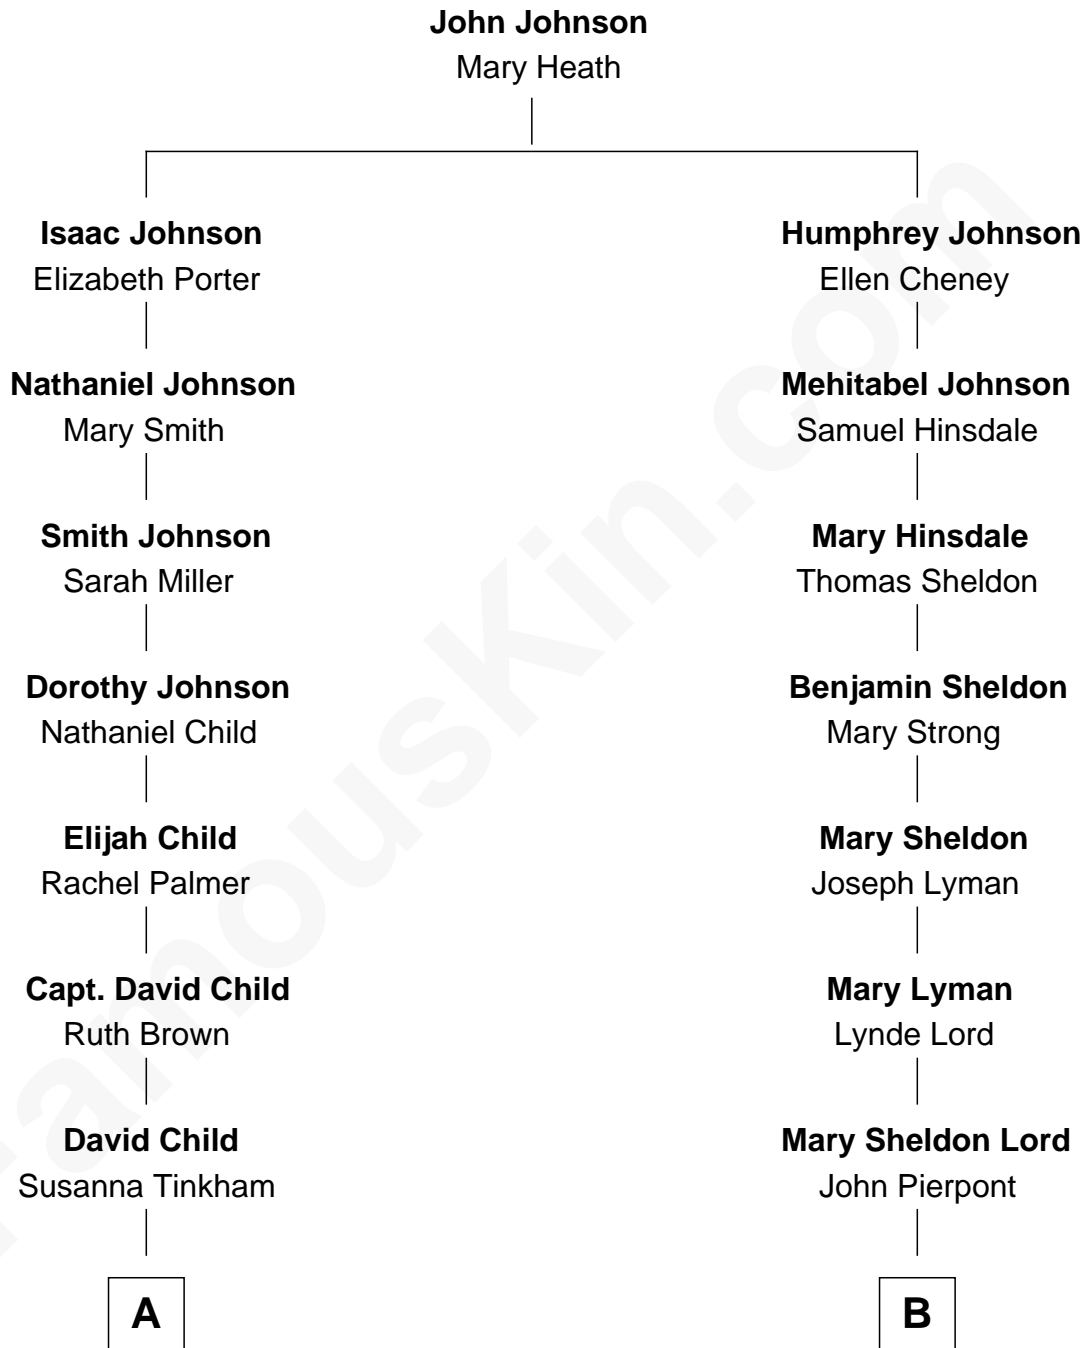 John Johnson
Mary Heath
Isaac Johnson
Elizabeth Porter
Humphrey Johnson
Ellen Cheney
Nathaniel Johnson
Mary Smith
Mehitabel Johnson
Samuel Hinsdale
Smith Johnson
Sarah Miller
Mary Hinsdale
Thomas Sheldon
Dorothy Johnson
Nathaniel Child
Benjamin Sheldon
Mary Strong
Elijah Child
Rachel Palmer
Mary Sheldon
Joseph Lyman
Capt. David Child
Ruth Brown
Mary Lyman
Lynde Lord
David Child
Susanna Tinkham
Mary Sheldon Lord
John Pierpont
A
B
FamousKin.com